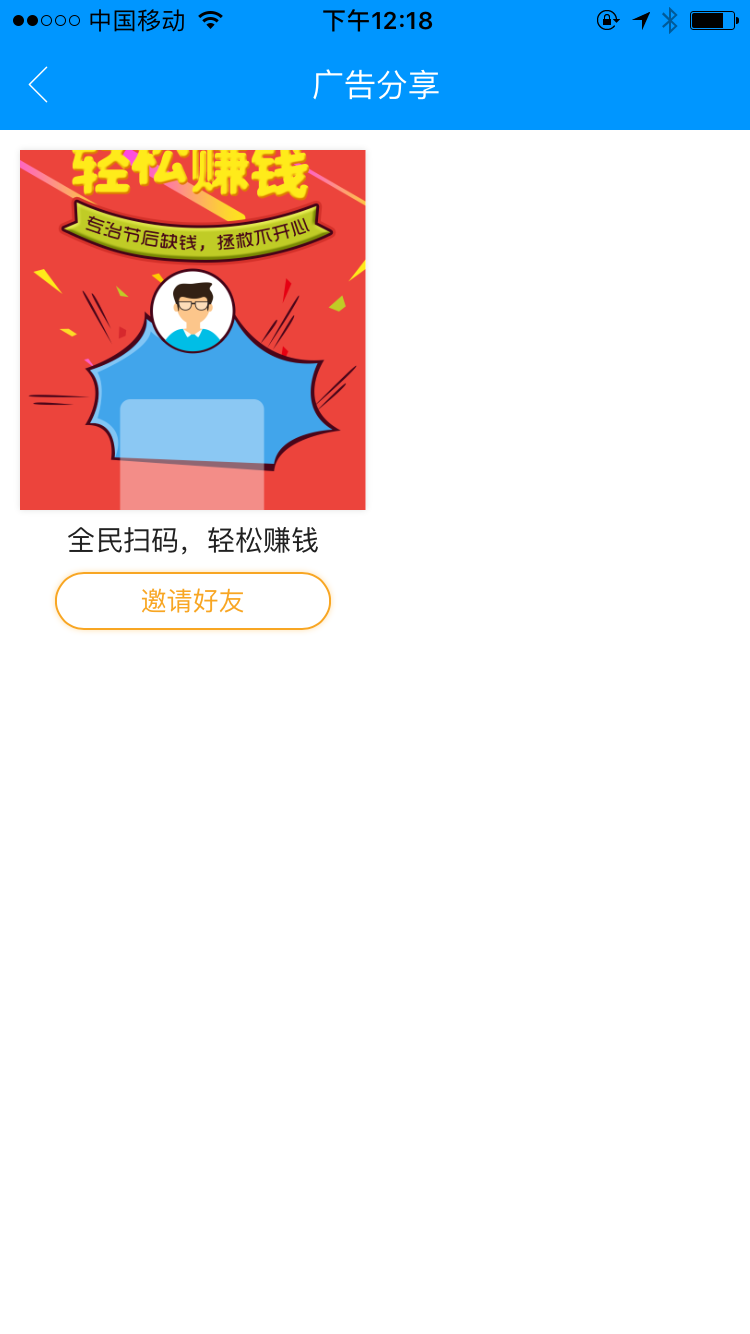 中国移动
下午12:18
广告分享
轻松赚钱
专治节后缺钱，拯救不开心
全民扫码，轻松赚钱
邀请好友